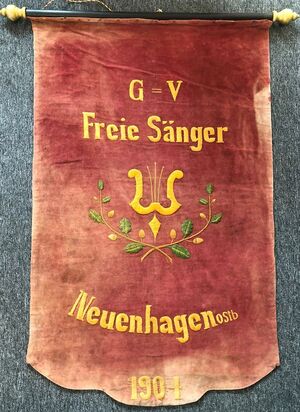 G = V
Freie Sänger
Neuenhagen Ostb
1904